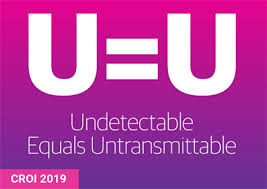 U=U
Undetectable
Equals Untransmittable
CROI 2019